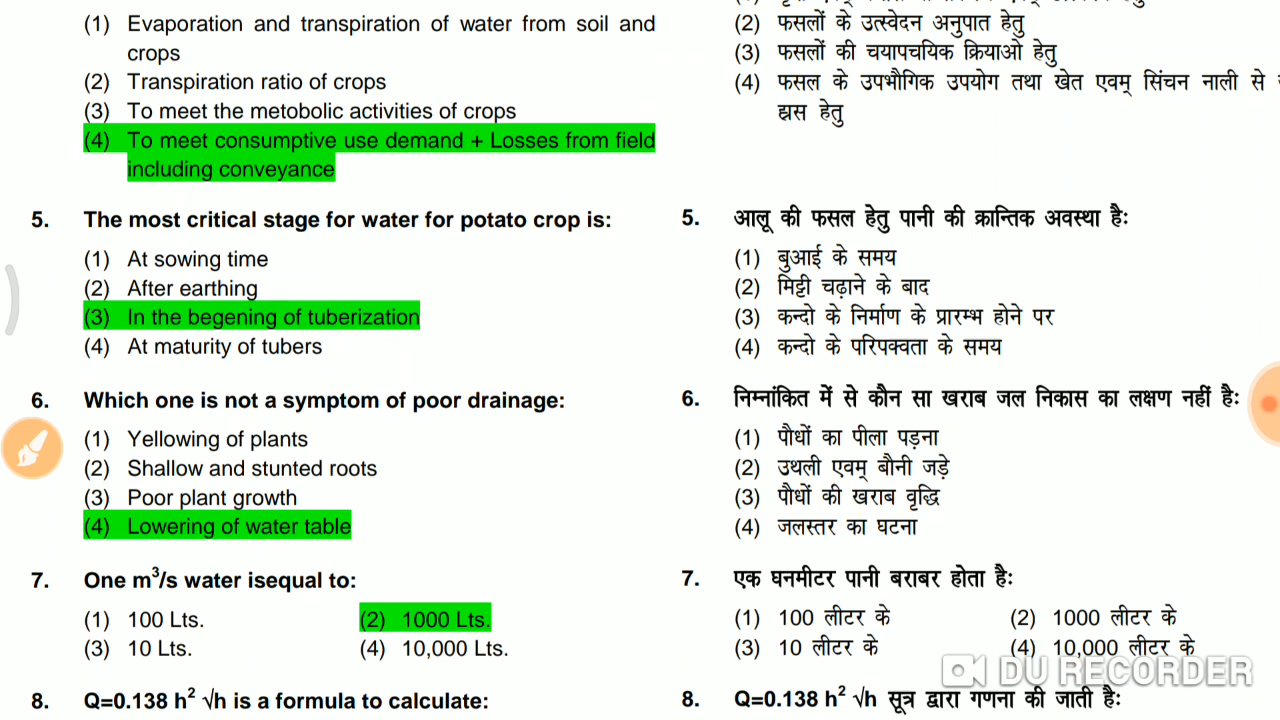 (1) Evaporation and transpiration of water from soil and
crops
(2) Transpiration ratio of crops
(3) To meet the metobolic activities of crops
(4) To meet consumptive use demand + Losses from field
including conveyance
5. The most critical stage for water for potato crop is:
(1) At sowing time
(2) After earthing
(3) In the begening of tuberization
(4) At maturity of tubers
6. Which one is not a symptom of poor drainage:
(1) Yellowing of plants
(2) Shallow and stunted roots
(3) Poor plant growth
(4) Lowering of water table
7. One m³/s water isequal to:
(1) 100 Lts. (2) 1000 Lts.
(3) 10 Lts. (4) 10,000 Lts.
8. Q=0.138 h² √h is a formula to calculate:
(2) फसलों के उत्स्वेदन अनुपात हेतु
(3) फसलों की चयापचयिक क्रियाओ हेतु
(4) फसल के उपभौगिक उपयोग तथा खेत एवम् सिंचन नाली से
ह्रास हेतु
5. आलू की फसल हेतु पानी की क्रान्तिक अवस्था हैः
(1) बुआई के समय
(2) मिट्टी चढ़ाने के बाद
(3) कन्दो के निर्माण के प्रारम्भ होने पर
(4) कन्दो के परिपक्वता के समय
6. निम्नांकित में से कौन सा खराब जल निकास का लक्षण नहीं हैः
(1) पौधों का पीला पड़ना
(2) उथली एवम् बौनी जड़े
(3) पौधों की खराब वृद्धि
(4) जलस्तर का घटना
7. एक घनमीटर पानी बराबर होता हैः
(1) 100 लीटर के (2) 1000 लीटर के
(3) 10 लीटर के (4) 10,000 लीटर के
DU RECORDER
8. Q=0.138 h² √h सूत्र द्वारा गणना की जाती हैः